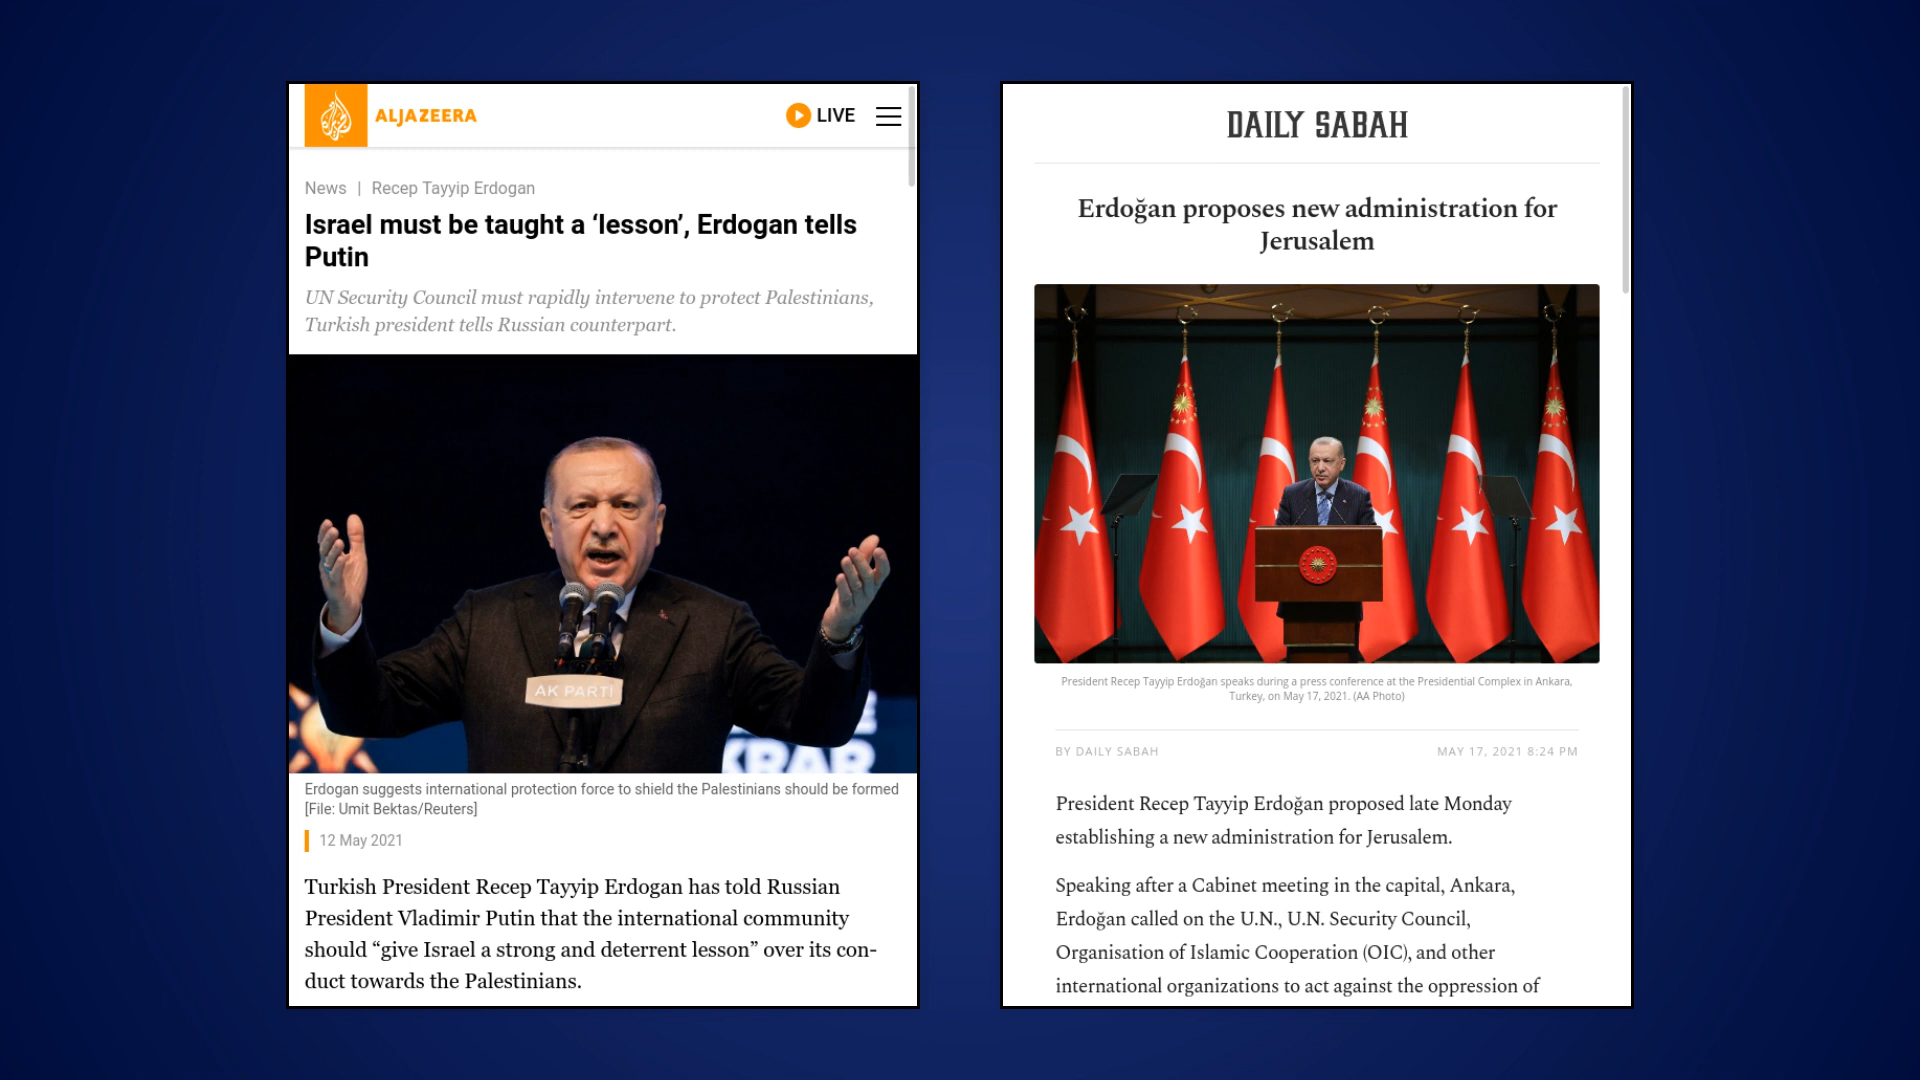 ALJAZEERA
LIVE
News | Recep Tayyip Erdogan
Israel must be taught a ‘lesson’, Erdogan tells
Putin
UN Security Council must rapidly intervene to protect Palestinians,
Turkish president tells Russian counterpart.
AK PARTİ
KRAR
Erdogan suggests international protection force to shield the Palestinians should be formed
[File: Umit Bektas/Reuters]
12 May 2021
Turkish President Recep Tayyip Erdogan has told Russian
President Vladimir Putin that the international community
should “give Israel a strong and deterrent lesson” over its con-
duct towards the Palestinians.
DAILY SABAH
Erdoğan proposes new administration for
Jerusalem
President Recep Tayyip Erdoğan speaks during a press conference at the Presidential Complex in Ankara,
Turkey, on May 17, 2021. (AA Photo)
BY DAILY SABAH
MAY 17, 2021 8:24 PM
President Recep Tayyip Erdoğan proposed late Monday
establishing a new administration for Jerusalem.
Speaking after a Cabinet meeting in the capital, Ankara,
Erdoğan called on the U.N., U.N. Security Council,
Organisation of Islamic Cooperation (OIC), and other
international organizations to act against the oppression of